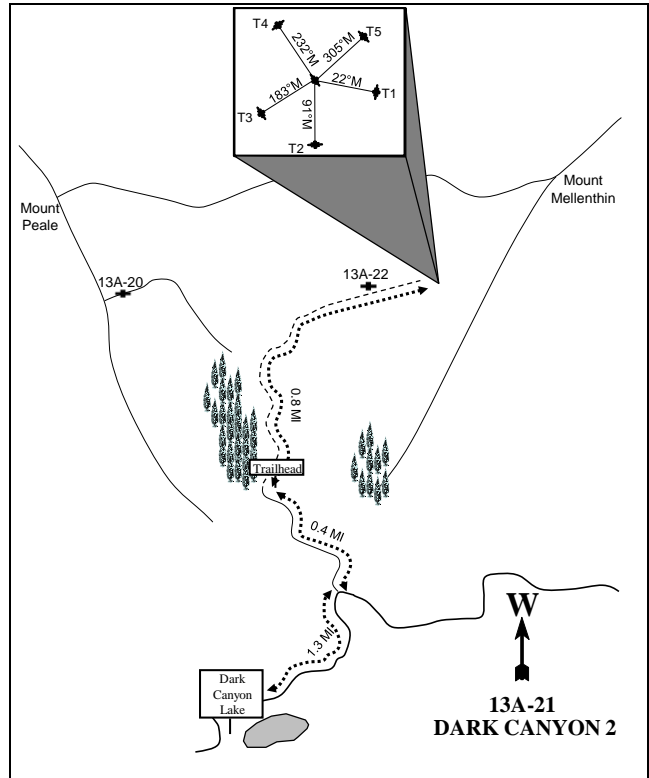 T4
T5
232°M
305°M
183°M
22°M
T1
T3
91°M
T2
Mount
Peale
Mount
Mellenthin
13A-20
13A-22
0.8 MI
Trailhead
0.4 MI
1.3 MI
W
Dark
Canyon
Lake
13A-21
DARK CANYON 2